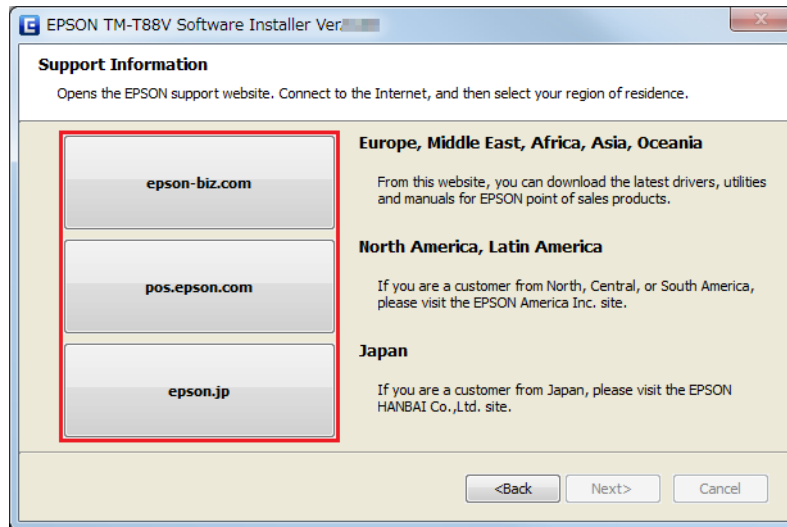 EPSON TM-T88V Software Installer Ver.
Support Information
Opens the EPSON support website. Connect to the Internet, and then select your region of residence.
epson-biz.com
Europe, Middle East, Africa, Asia, Oceania
From this website, you can download the latest drivers, utilities
and manuals for EPSON point of sales products.
pos.epson.com
North America, Latin America
If you are a customer from North, Central, or South America,
please visit the EPSON America Inc. site.
epson.jp
Japan
If you are a customer from Japan, please visit the EPSON
HANBAI Co.,Ltd. site.
<Back
Next>
Cancel